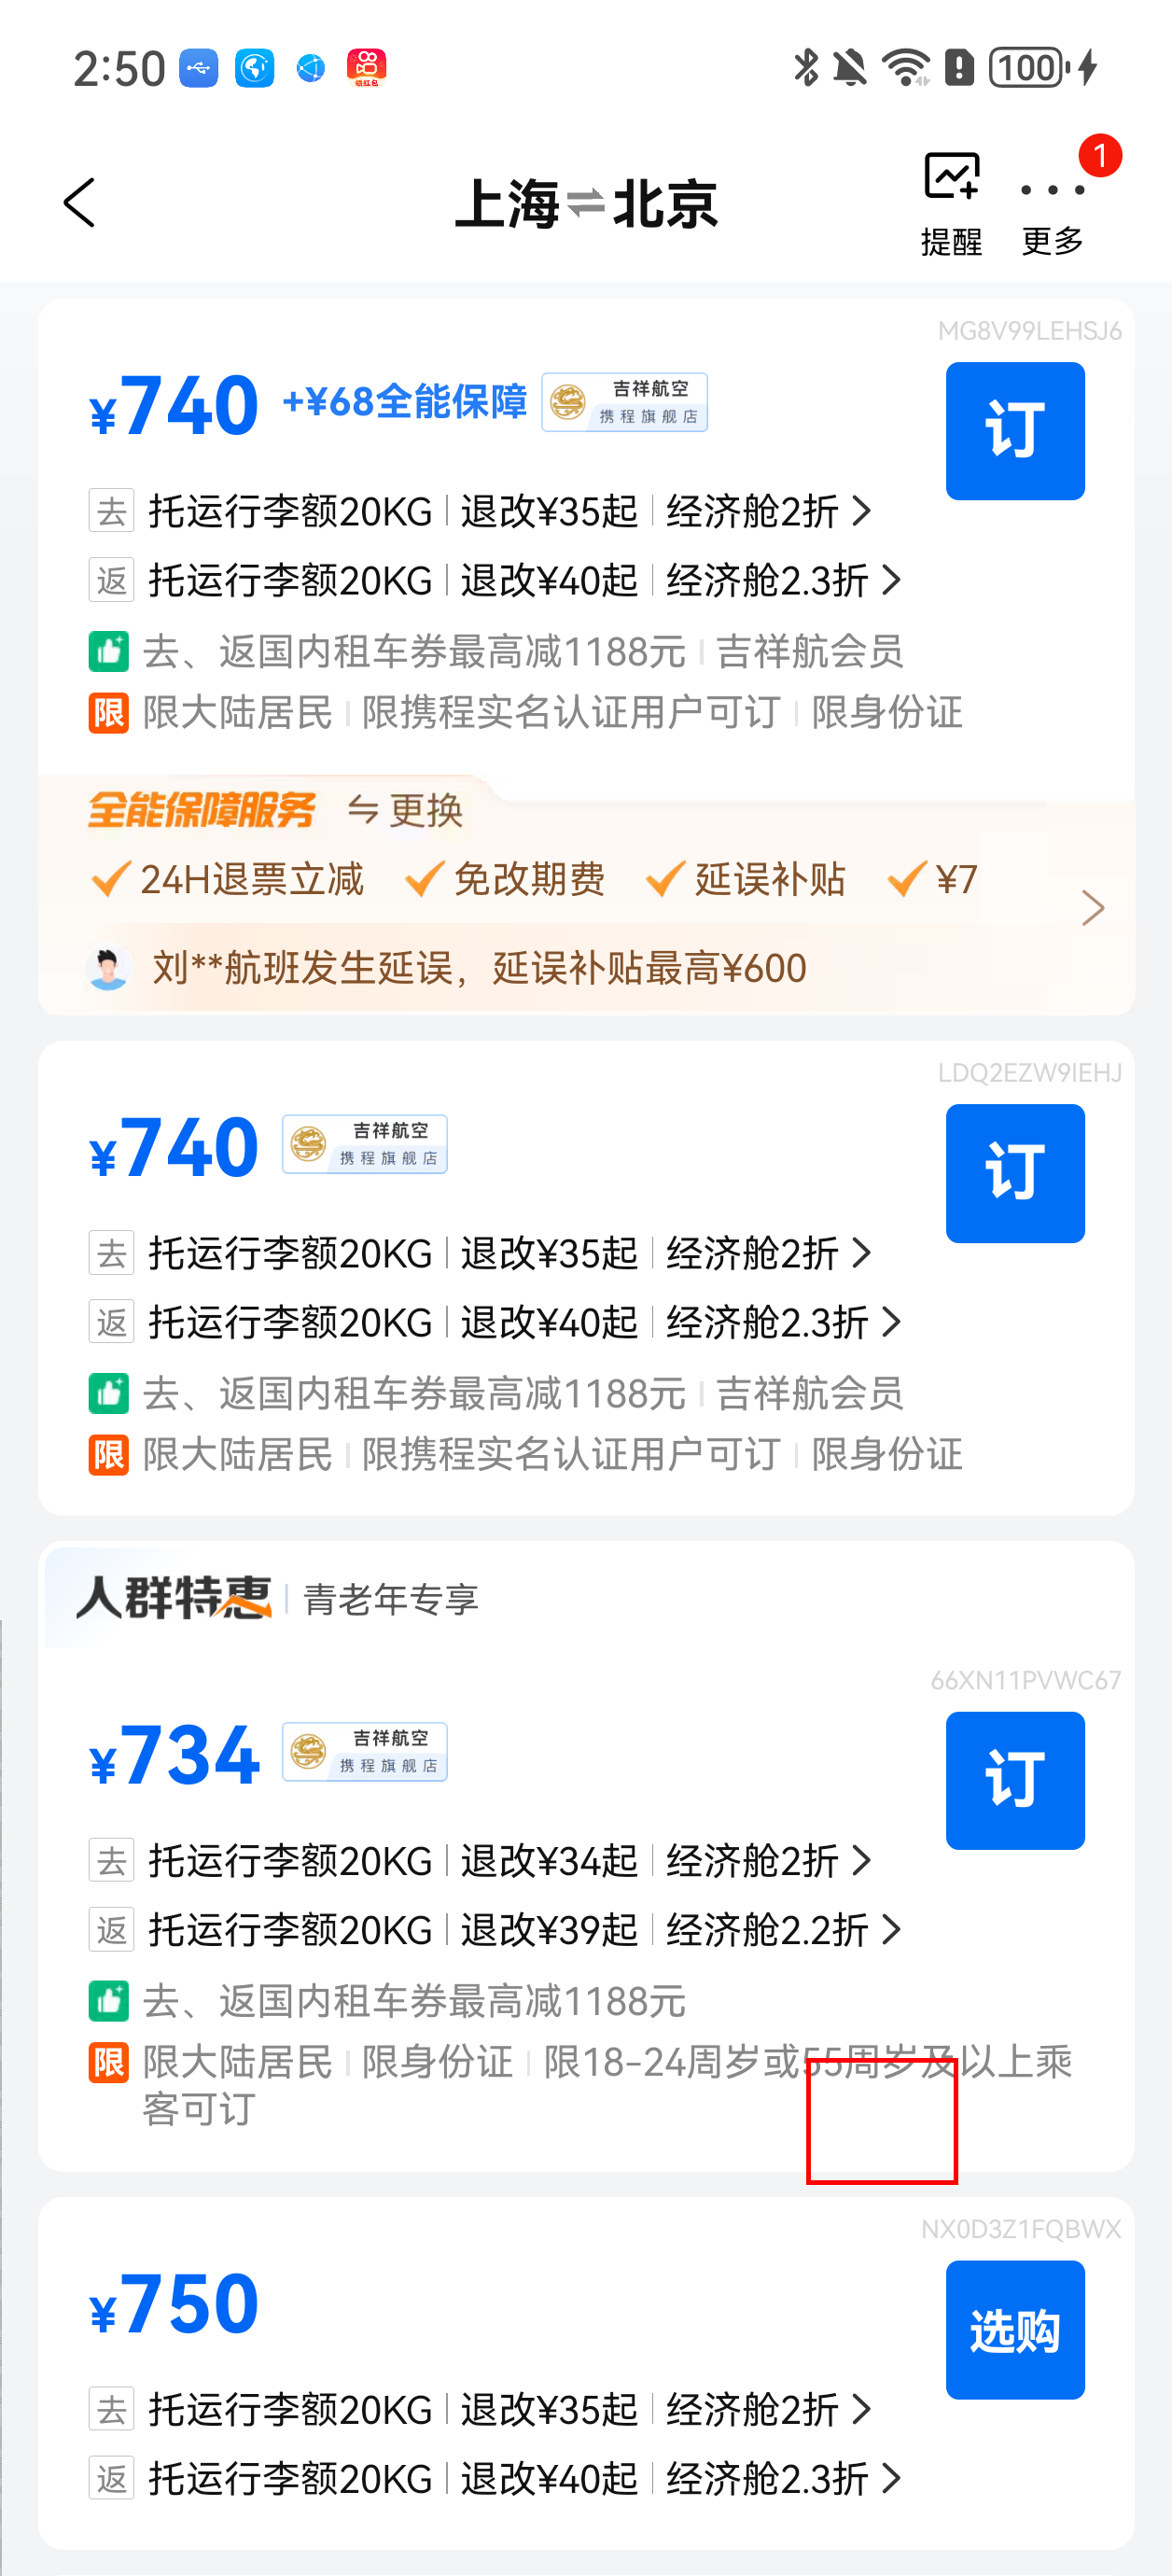 2:50
领红包
100
上海⇌北京
提醒
更多
1
MG8V99LEHSJ6
¥740 +¥68全能保障 吉祥航空 携程旗舰店
订
去 托运行李额20KG 退改¥35起 经济舱2折
返 托运行李额20KG 退改¥40起 经济舱2.3折
去、返国内租车券最高减1188元 吉祥航会员
限 限大陆居民 限携程实名认证用户可订 限身份证
全能保障服务 更换
24H退票立减 免改期费 延误补贴 ¥7
刘**航班发生延误，延误补贴最高¥600
LDQ2EZW9IEHJ
¥740 吉祥航空 携程旗舰店
订
去 托运行李额20KG 退改¥35起 经济舱2折
返 托运行李额20KG 退改¥40起 经济舱2.3折
去、返国内租车券最高减1188元 吉祥航会员
限 限大陆居民 限携程实名认证用户可订 限身份证
人群特惠 青老年专享
66XN11PVWC67
¥734 吉祥航空 携程旗舰店
订
去 托运行李额20KG 退改¥34起 经济舱2折
返 托运行李额20KG 退改¥39起 经济舱2.2折
去、返国内租车券最高减1188元
限 限大陆居民 限身份证 限18-24周岁或55周岁及以上乘
客可订
NX0D3Z1FQBWX
¥750
选购
去 托运行李额20KG 退改¥35起 经济舱2折
返 托运行李额20KG 退改¥40起 经济舱2.3折